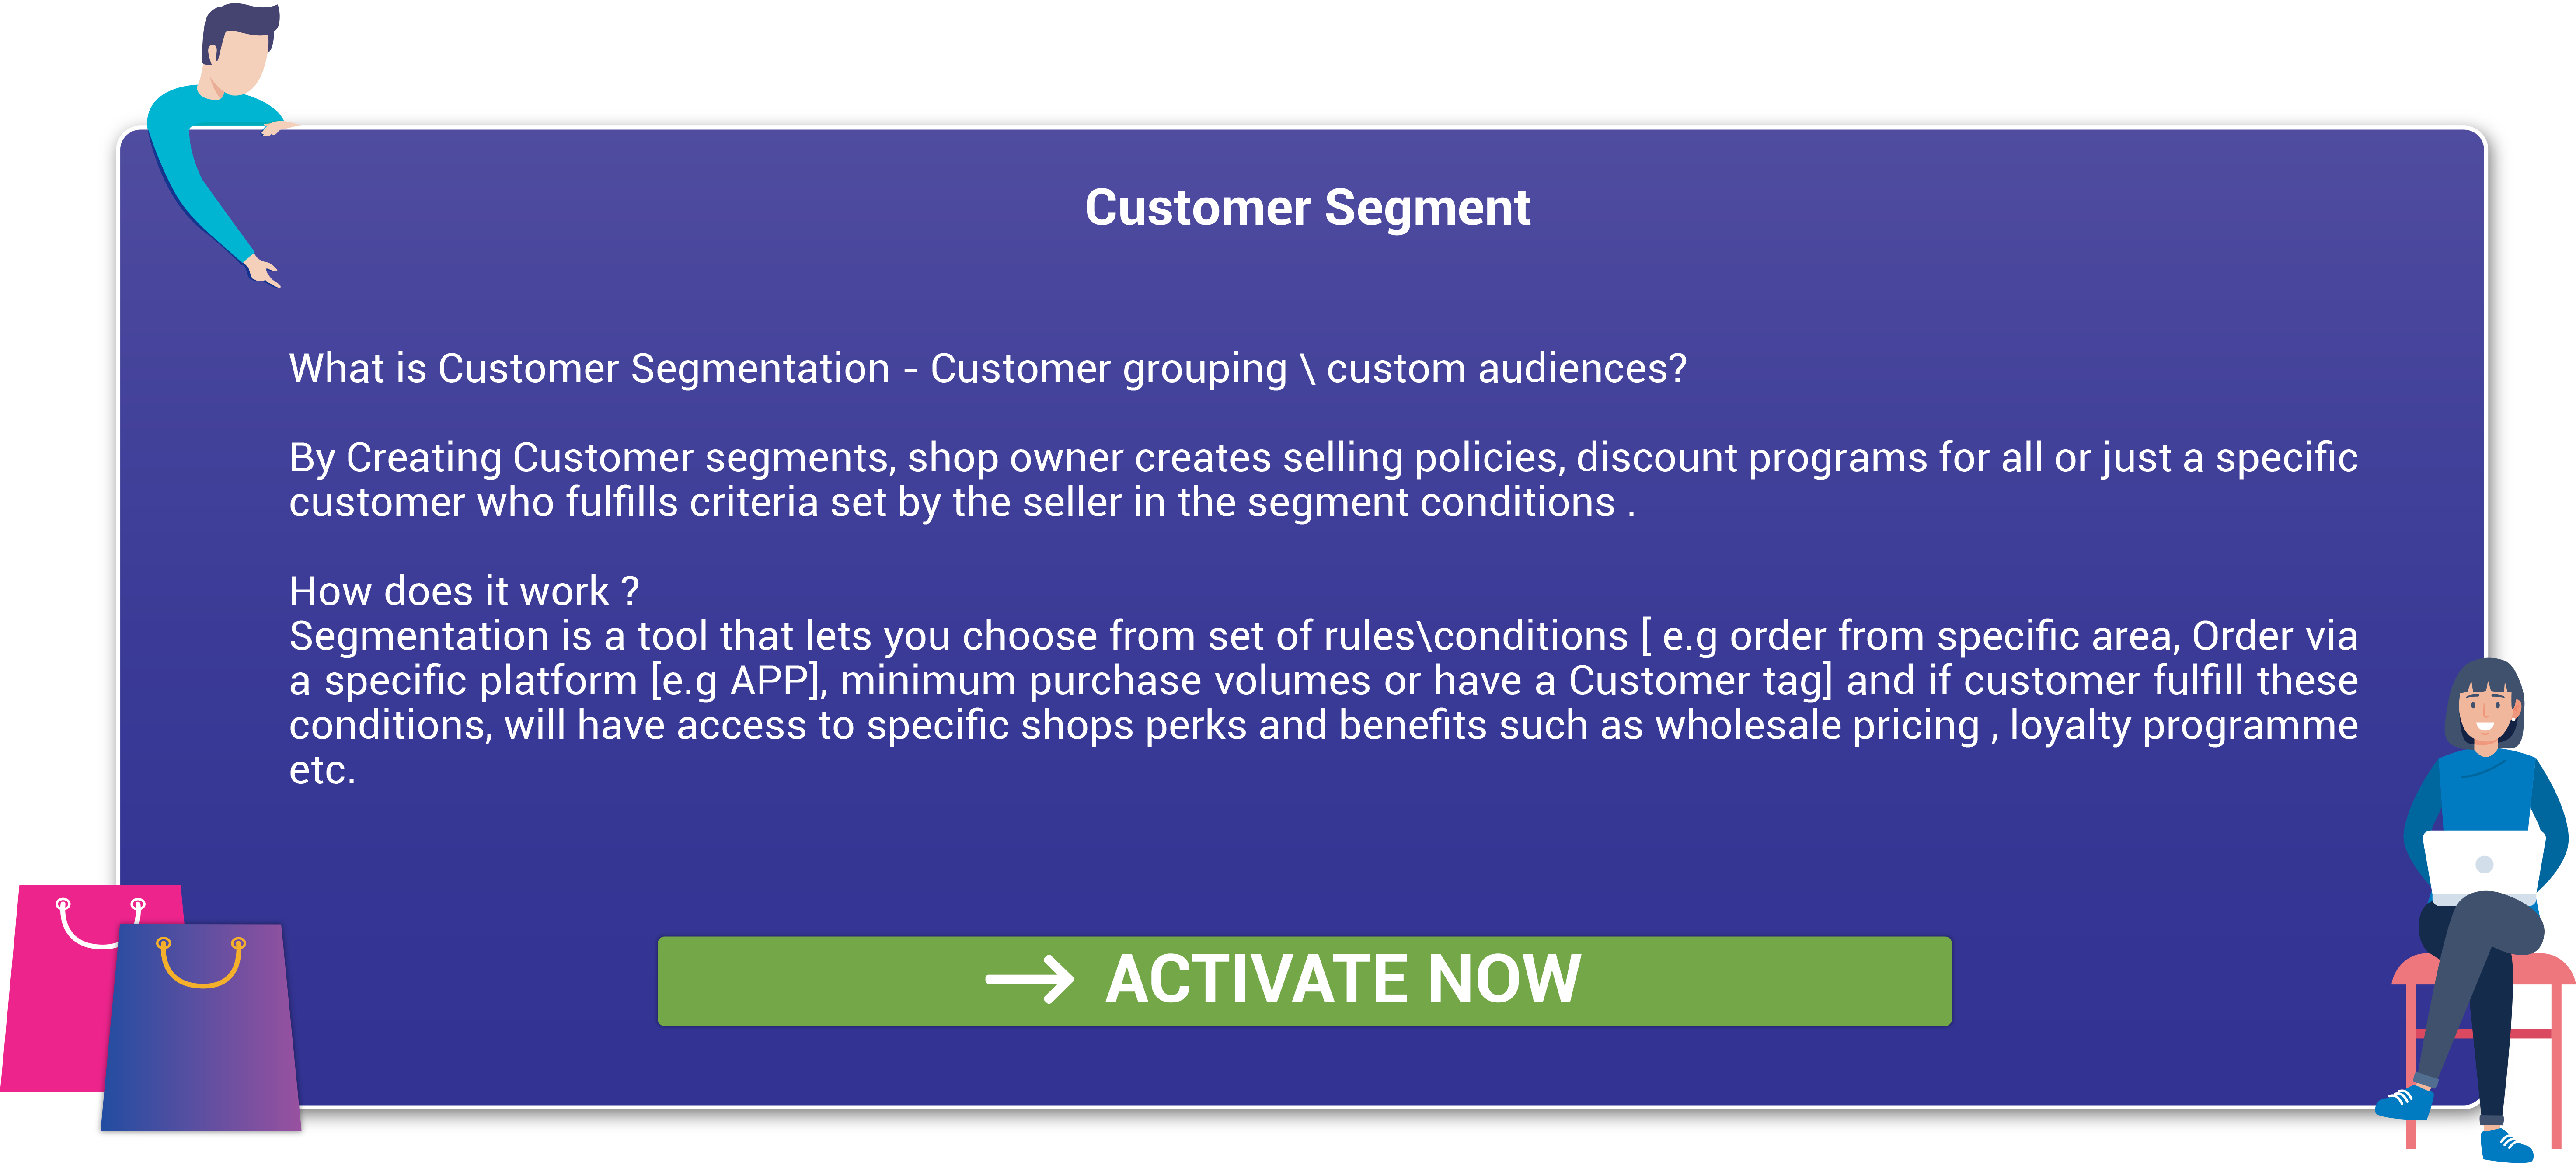 Customer Segment
What is Customer Segmentation - Customer grouping \ custom audiences?
By Creating Customer segments, shop owner creates selling policies, discount programs for all or just a specific
customer who fulfills criteria set by the seller in the segment conditions .
How does it work ?
Segmentation is a tool that lets you choose from set of rules\conditions [ e.g order from specific area, Order via
a specific platform [e.g APP], minimum purchase volumes or have a Customer tag] and if customer fulfill these
conditions, will have access to specific shops perks and benefits such as wholesale pricing , loyalty programme
etc.
→ ACTIVATE NOW